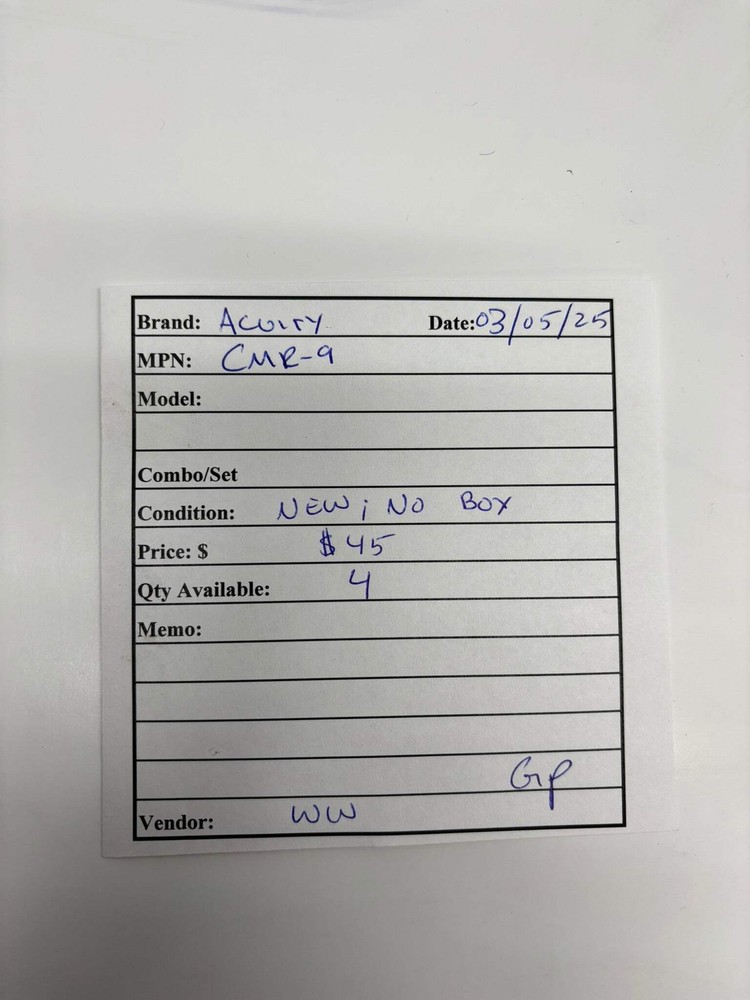 Brand: ACUITY Date: 03/05/25
MPN: CMR-9
Model:
Combo/Set
Condition: NEW; NO BOX
Price: $ $45
Qty Available: 4
Memo:
GP
Vendor: WW